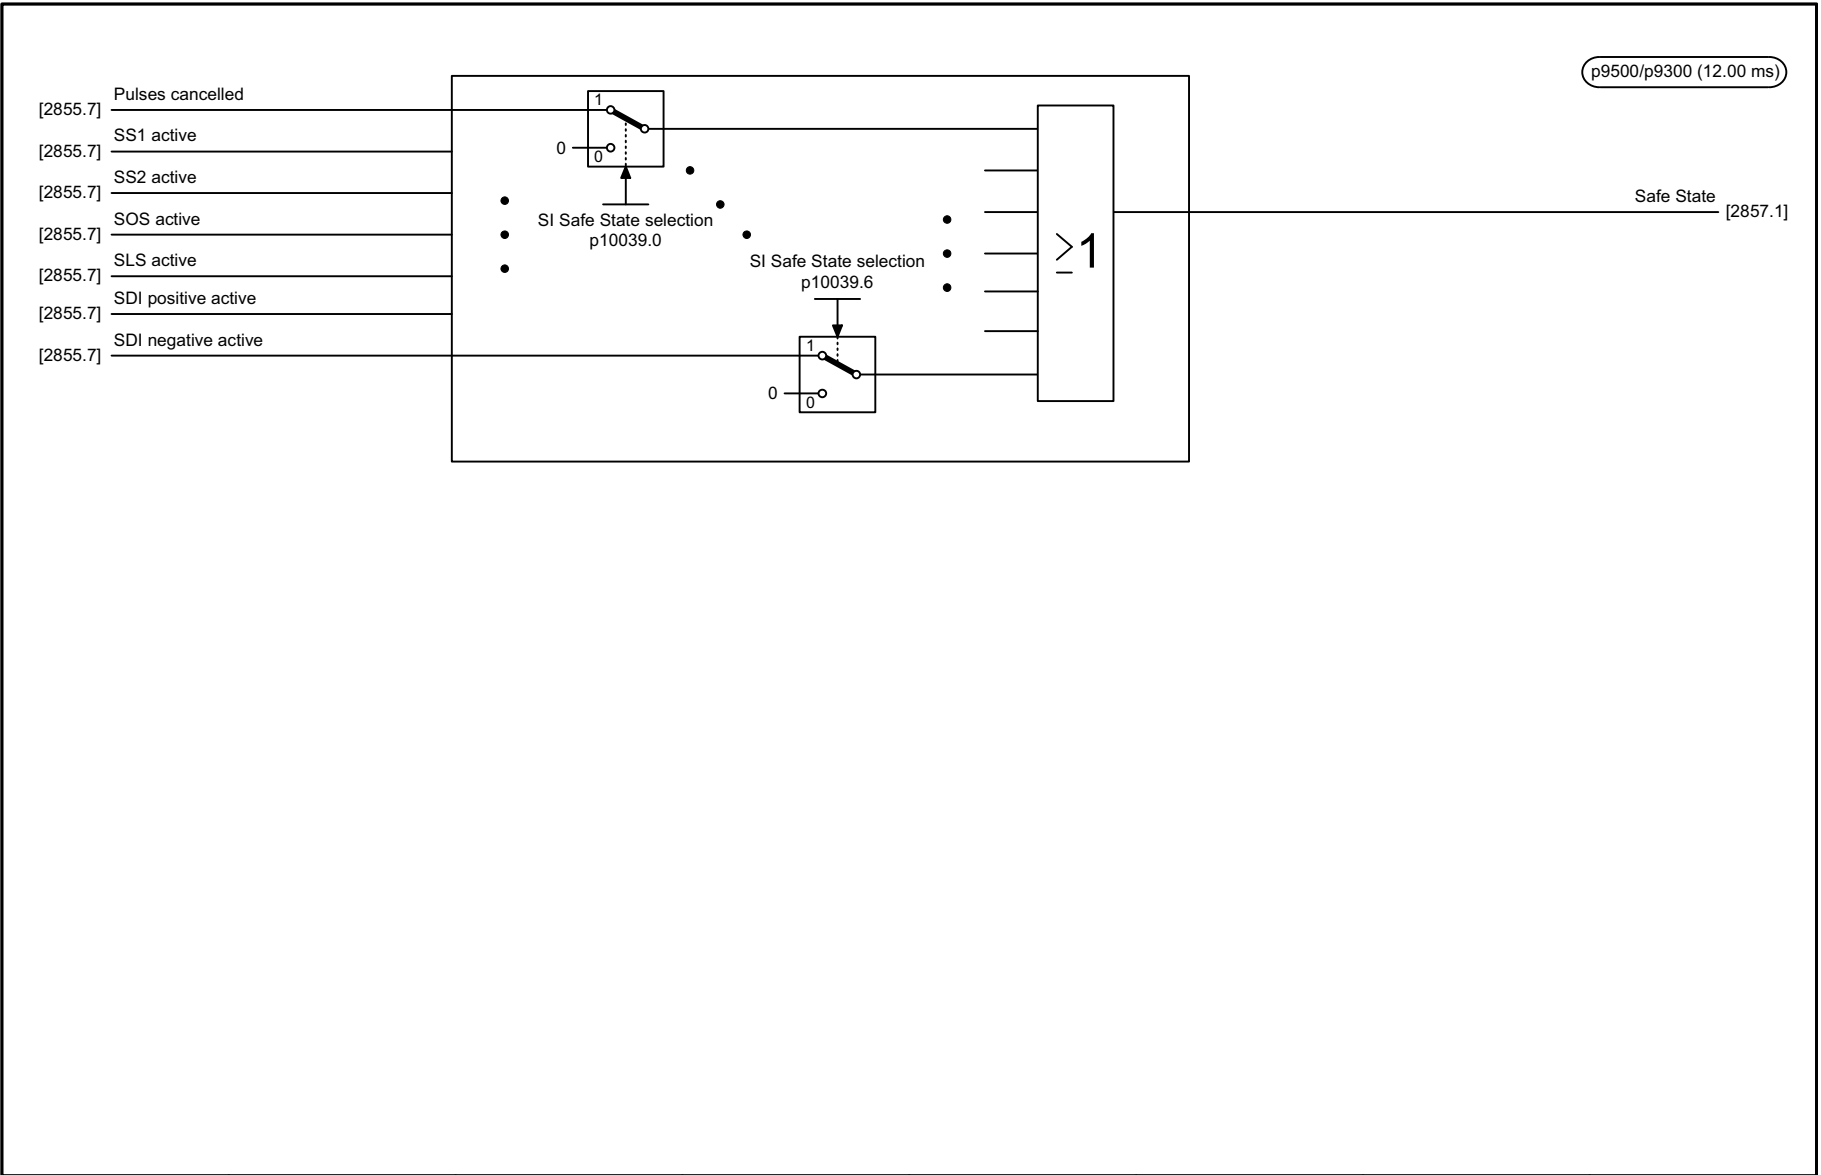 p9500/p9300 (12.00 ms)
[2855.7] Pulses cancelled
[2855.7] SS1 active
[2855.7] SS2 active
[2855.7] SOS active
[2855.7] SLS active
[2855.7] SDI positive active
[2855.7] SDI negative active
1
0 0
SI Safe State selection
p10039.0
SI Safe State selection
p10039.6
1
0 0
≥1
Safe State [2857.1]